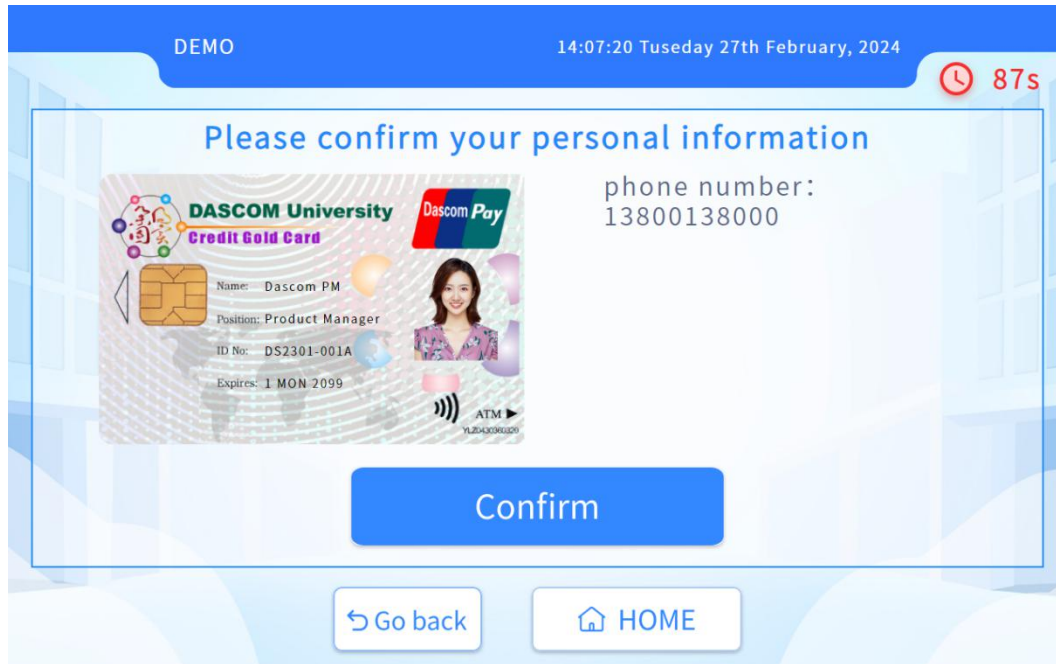 DEMO
14:07:20 Tuseday 27th February, 2024
87s
Please confirm your personal information
DASCOM University
Credit Gold Card
Dascom Pay
Name: Dascom PM
Position: Product Manager
ID No: DS2301-001A
Expires: 1 MON 2099
ATM
YLZD430360320
phone number:
13800138000
Confirm
Go back
HOME